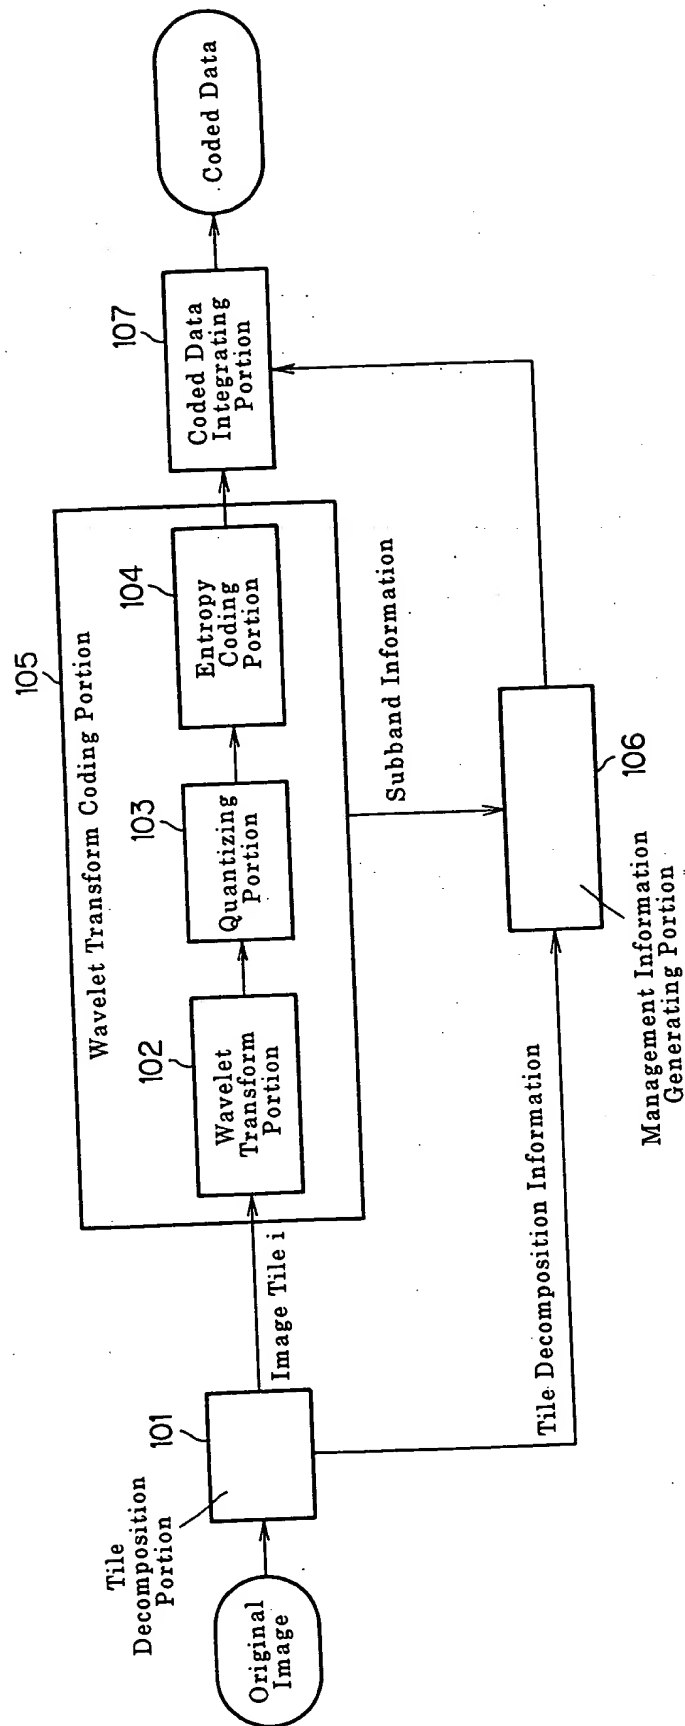 Original
Image
Tile
Decomposition
Portion
101
Image Tile i
Tile Decomposition Information
105
Wavelet Transform Coding Portion
102
Wavelet
Transform
Portion
103
Quantizing
Portion
104
Entropy
Coding
Portion
Subband Information
106
Management Information
Generating Portion
107
Coded Data
Integrating
Portion
Coded Data